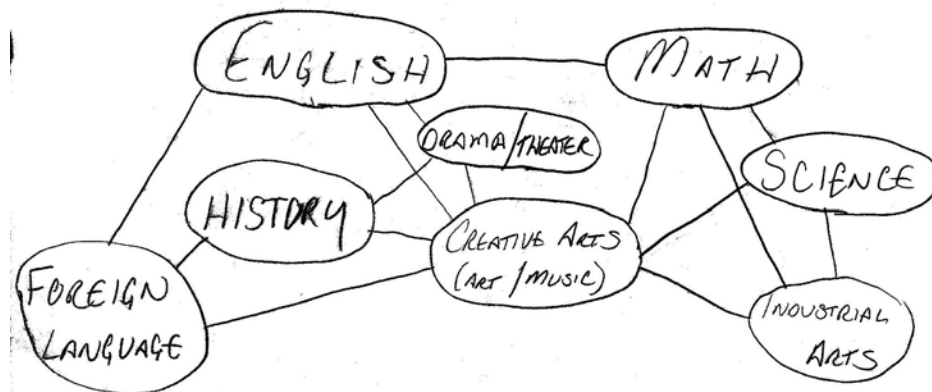 ENGLISH
MATH
DRAMA/THEATER
SCIENCE
HISTORY
CREATIVE ARTS
(ART/MUSIC)
FOREIGN
LANGUAGE
INDUSTRIAL
ARTS